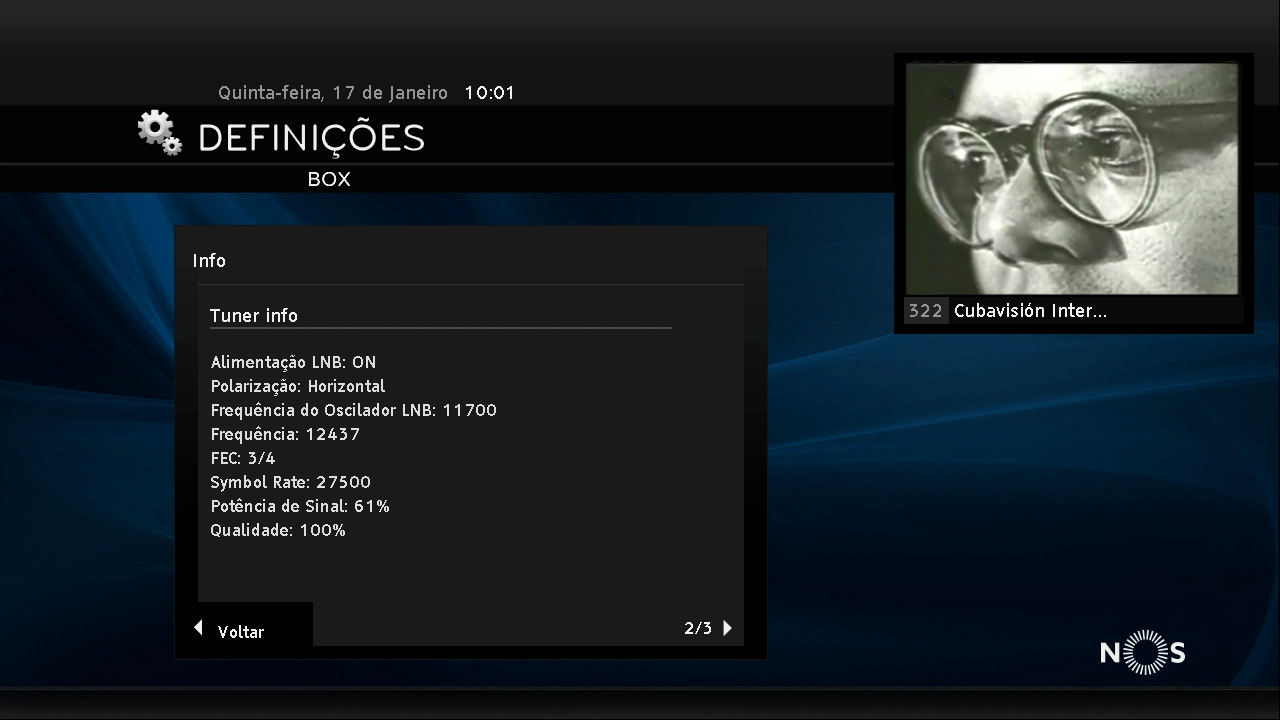 Quinta-feira, 17 de Janeiro 10:01
DEFINIÇÕES
BOX
322 Cubavisión Inter...
Info
Tuner info
Alimentação LNB: ON
Polarização: Horizontal
Frequência do Oscilador LNB: 11700
Frequência: 12437
FEC: 3/4
Symbol Rate: 27500
Potência de Sinal: 61%
Qualidade: 100%
Voltar
2/3
NOS